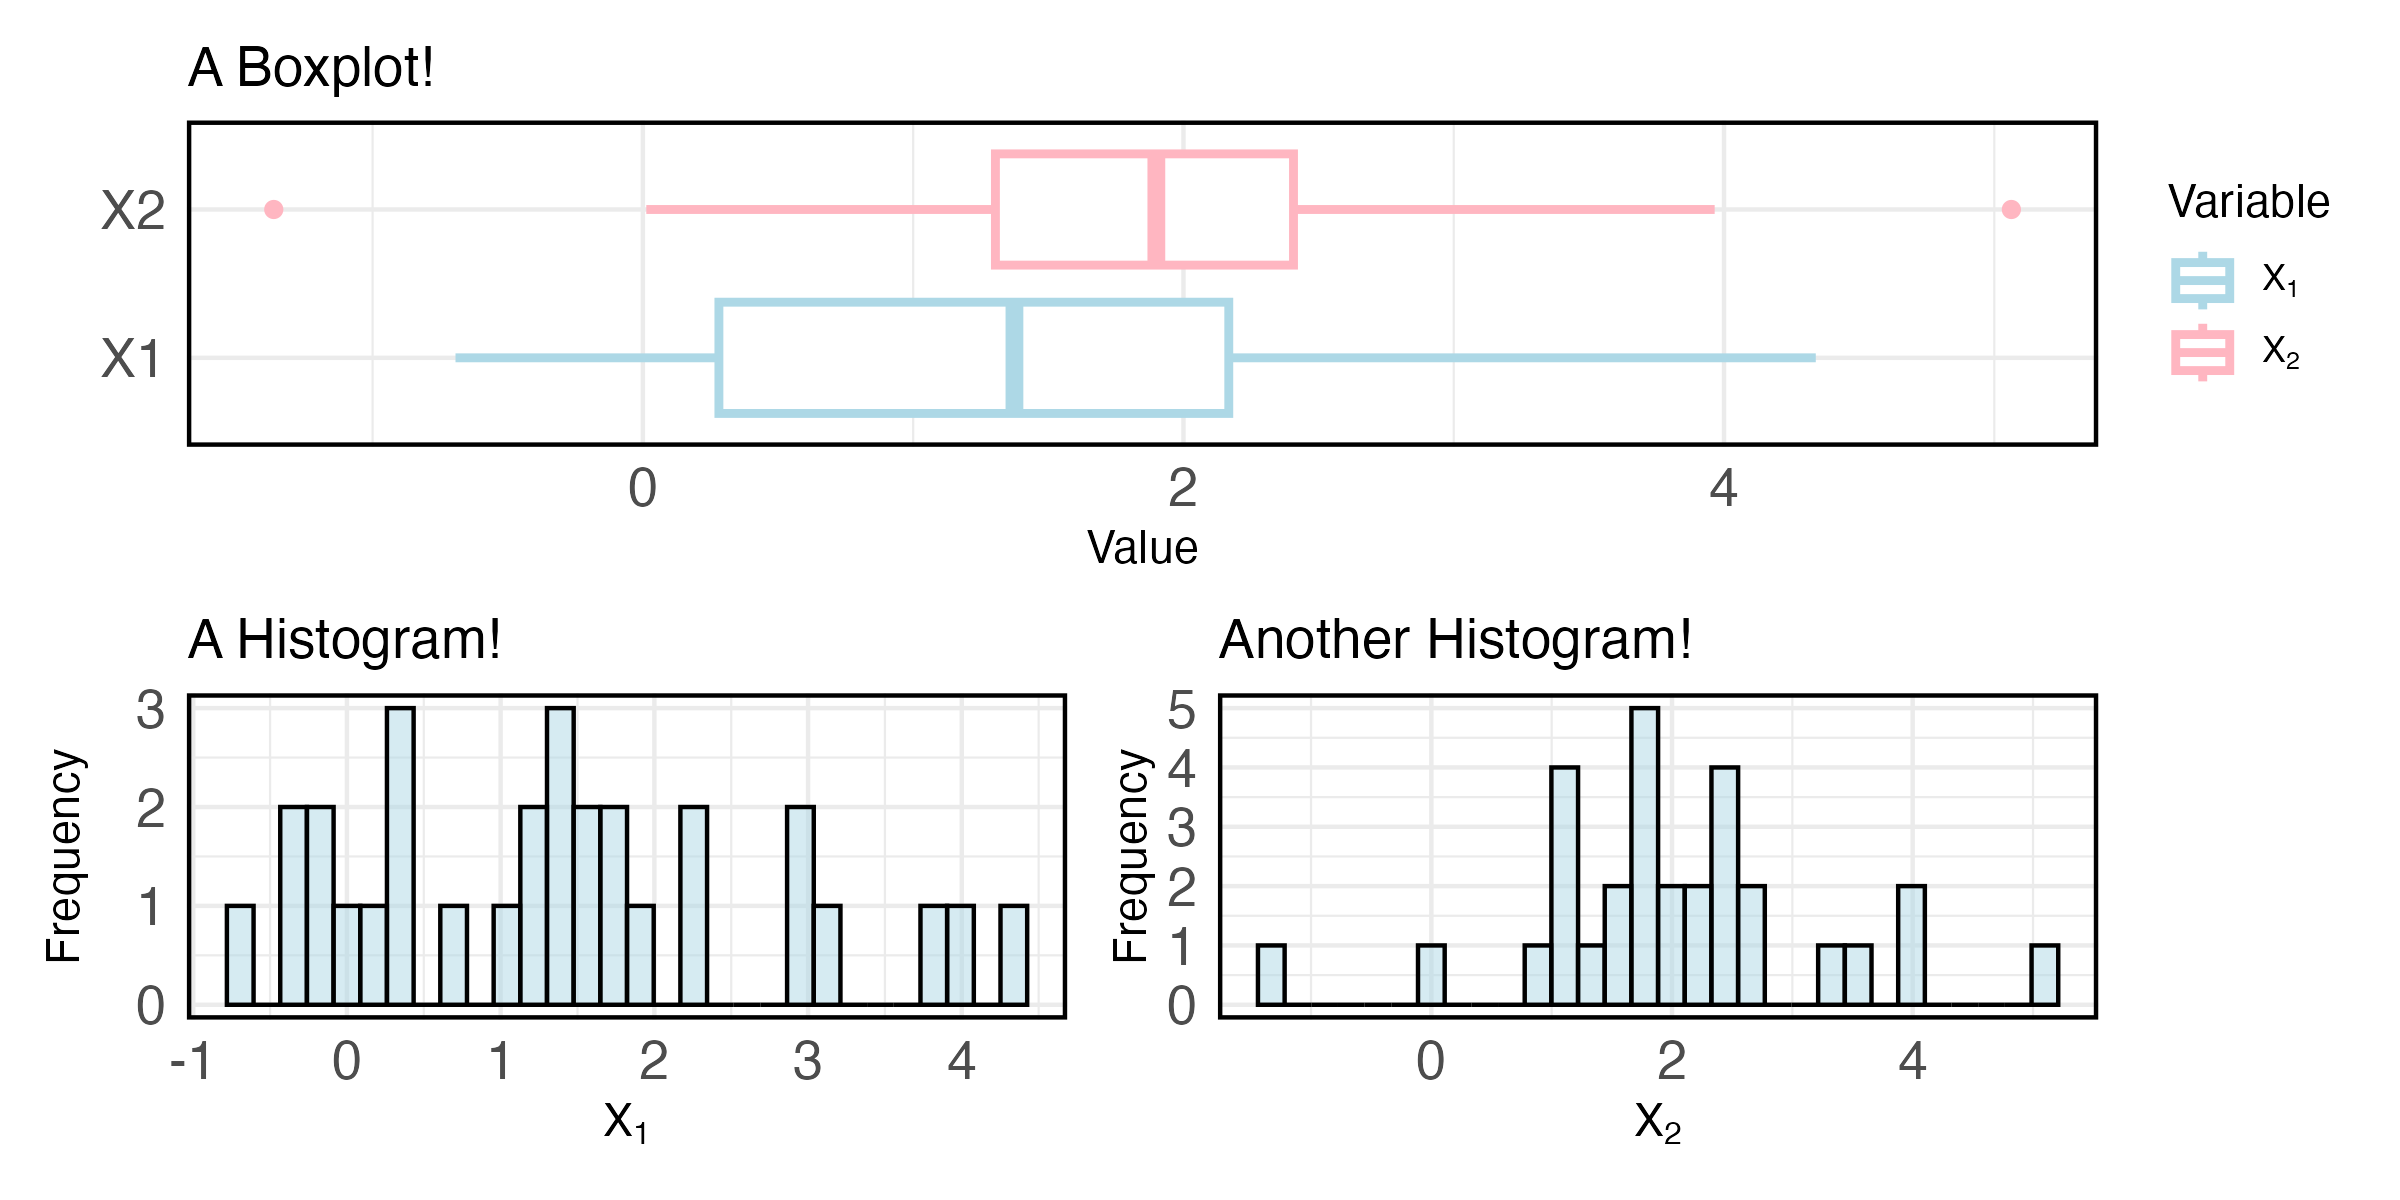 A Boxplot!
X2
X1
0 2 4
Value
Variable
X₁
X₂
A Histogram!
Frequency
3
2
1
0
-1 0 1 2 3 4
X₁
Another Histogram!
Frequency
5
4
3
2
1
0
0 2 4
X₂